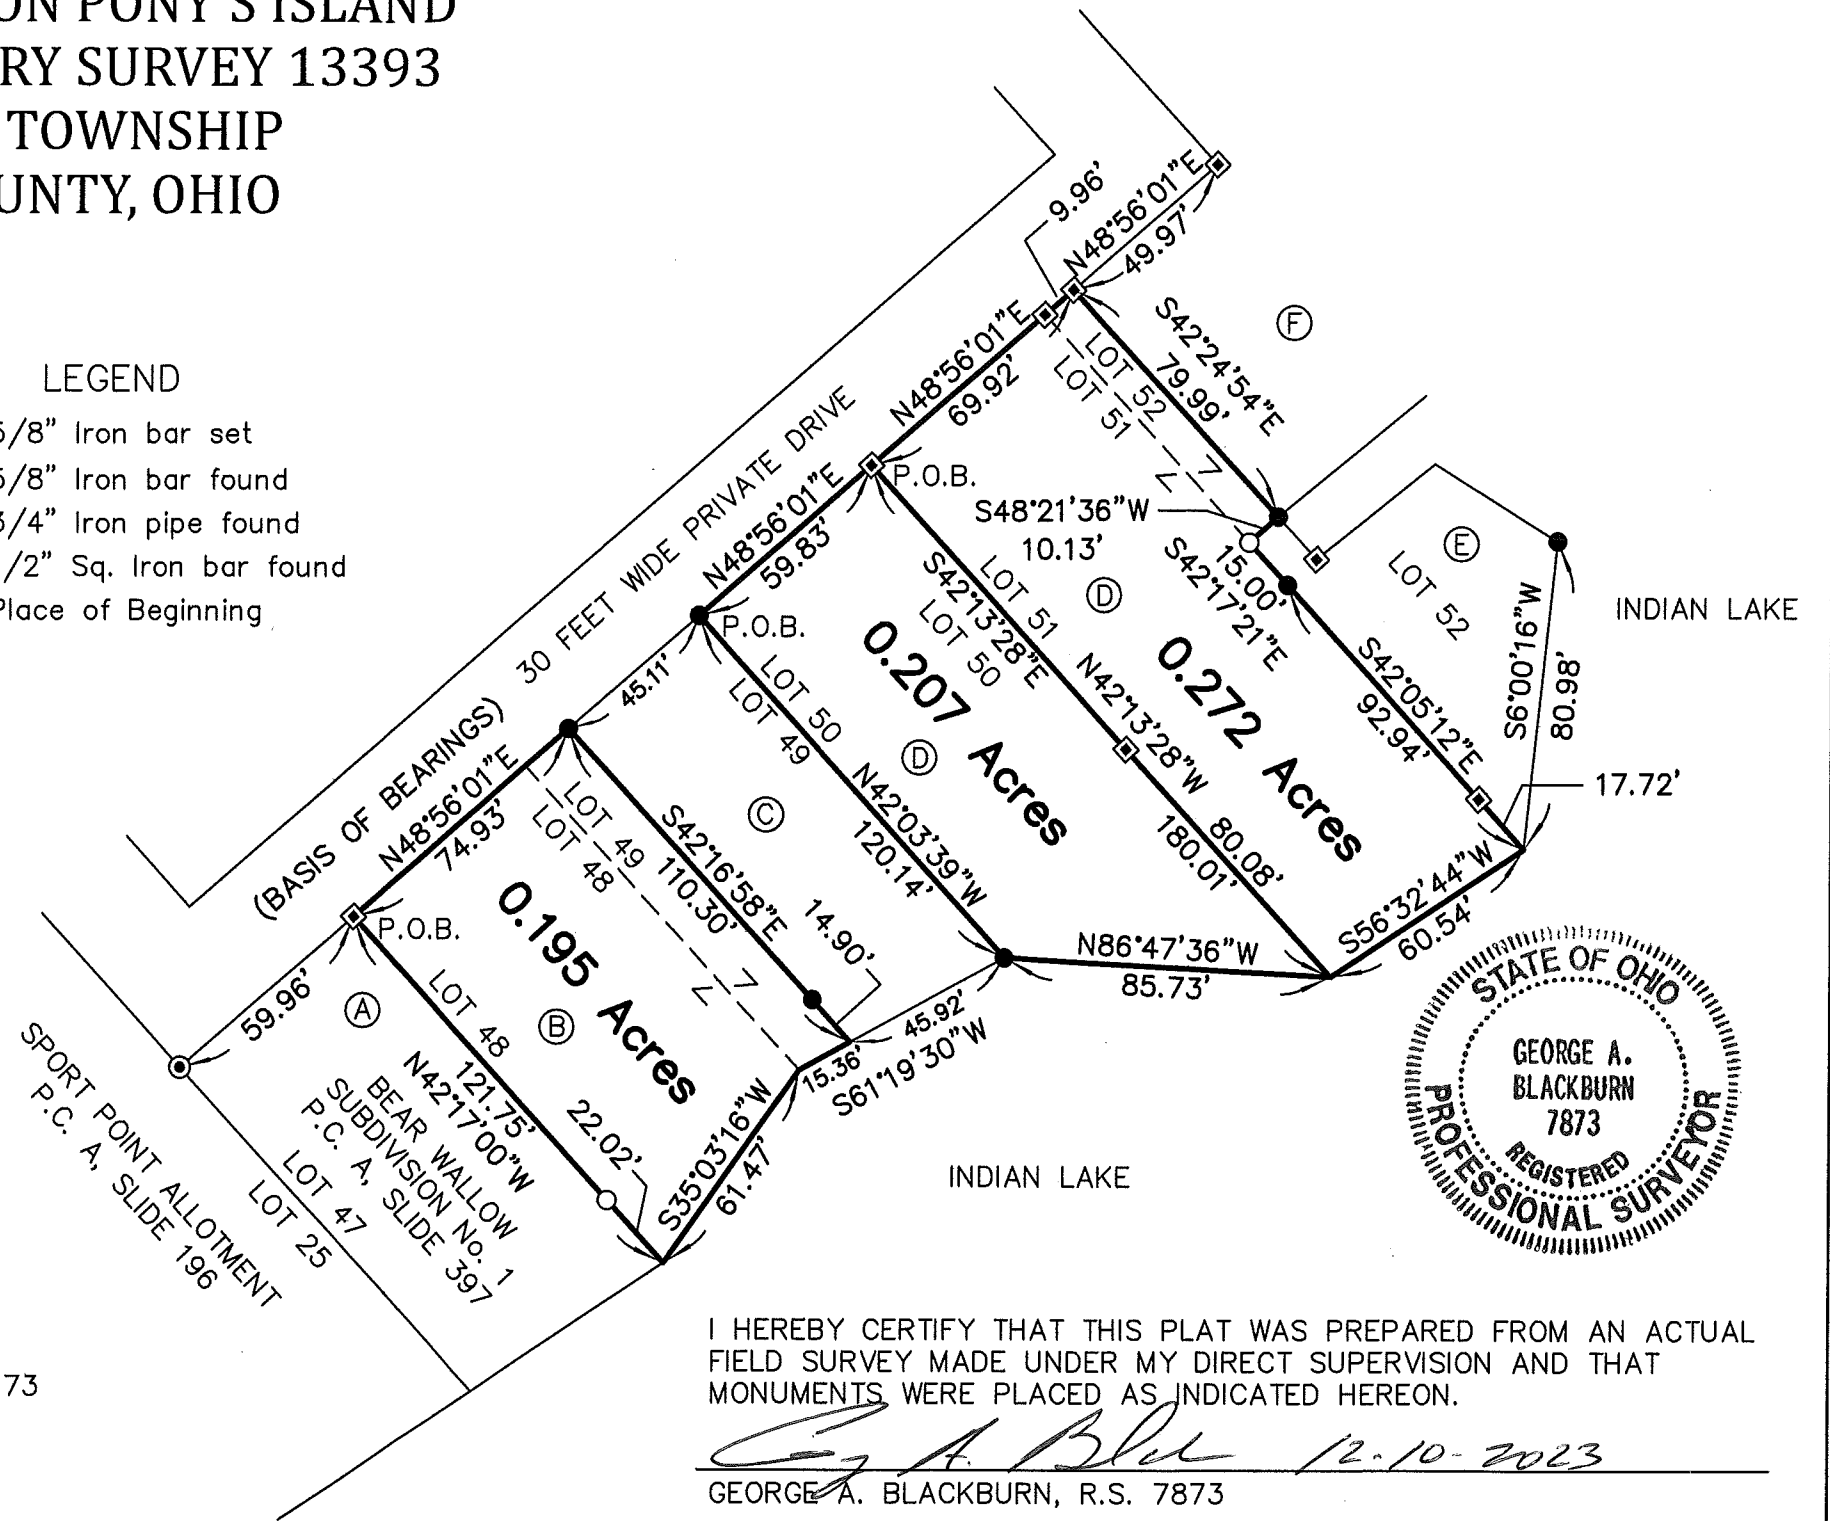 ON PONY'S ISLAND
RY SURVEY 13393
TOWNSHIP
UNTY, OHIO
LEGEND
5/8" Iron bar set
5/8" Iron bar found
3/4" Iron pipe found
/2" Sq. Iron bar found
Place of Beginning
9.96'
N48°56'01"E
49.97'
N48°56'01"E
69.92'
LOT 52
LOT 51
S42°24'54"E
79.99'
F
30 FEET WIDE PRIVATE DRIVE
(BASIS OF BEARINGS)
N48°56'01"E
59.83'
P.O.B.
S48°21'36"W
10.13'
15.00'
S42°17'21"E
D
E
LOT 52
S6°00'16"W
80.98'
INDIAN LAKE
P.O.B.
LOT 51
S42°13'28"E
LOT 50
0.207 Acres
0.272 Acres
N42°13'28"W
80.08'
180.01'
S42°05'12"E
92.94'
17.72'
45.11'
LOT 50
LOT 49
D
N42°03'39"W
120.14'
N48°56'01"E
74.93'
LOT 49
LOT 48
C
S42°16'58"E
110.30'
14.90'
S56°32'44"W
60.54'
N86°47'36"W
85.73'
P.O.B.
0.195 Acres
59.96'
A
LOT 48
B
121.75'
N42°17'00"W
22.02'
45.92'
15.36'
S61°19'30"W
S35°03'16"W
61.47'
BEAR WALLOW
SUBDIVISION No. 1
P.C. A, SLIDE 397
LOT 47
LOT 25
SPORT POINT ALLOTMENT
P.C. A, SLIDE 196
INDIAN LAKE
STATE OF OHIO
GEORGE A.
BLACKBURN
7873
REGISTERED
PROFESSIONAL SURVEYOR
73
I HEREBY CERTIFY THAT THIS PLAT WAS PREPARED FROM AN ACTUAL
FIELD SURVEY MADE UNDER MY DIRECT SUPERVISION AND THAT
MONUMENTS WERE PLACED AS INDICATED HEREON.
12-10-2023
GEORGE A. BLACKBURN, R.S. 7873